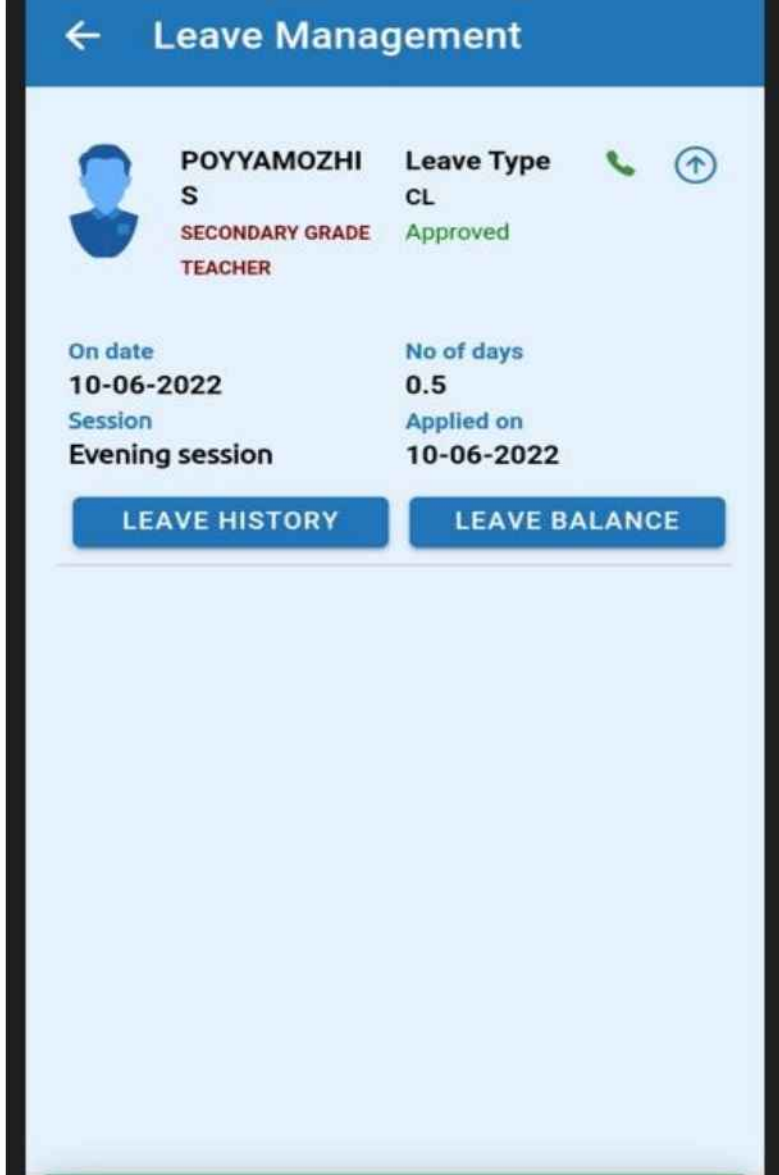 Leave Management
POYYAMOZHI
S
SECONDARY GRADE
TEACHER
Leave Type
CL
Approved
On date
10-06-2022
Session
Evening session
No of days
0.5
Applied on
10-06-2022
LEAVE HISTORY
LEAVE BALANCE